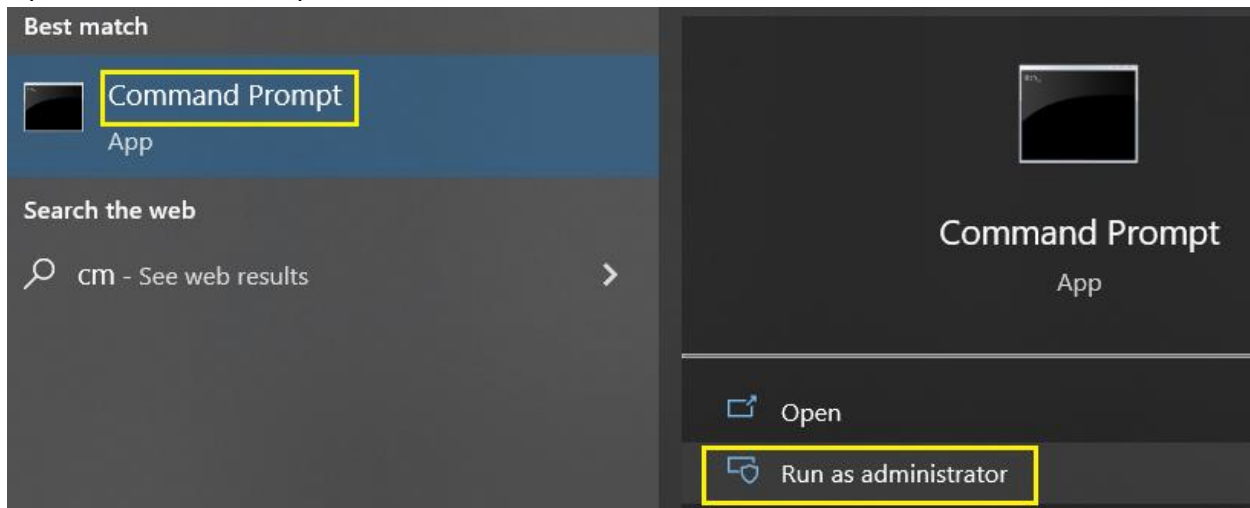 Best match
Command Prompt
App
Search the web
cm - See web results
Command Prompt
App
Open
Run as administrator